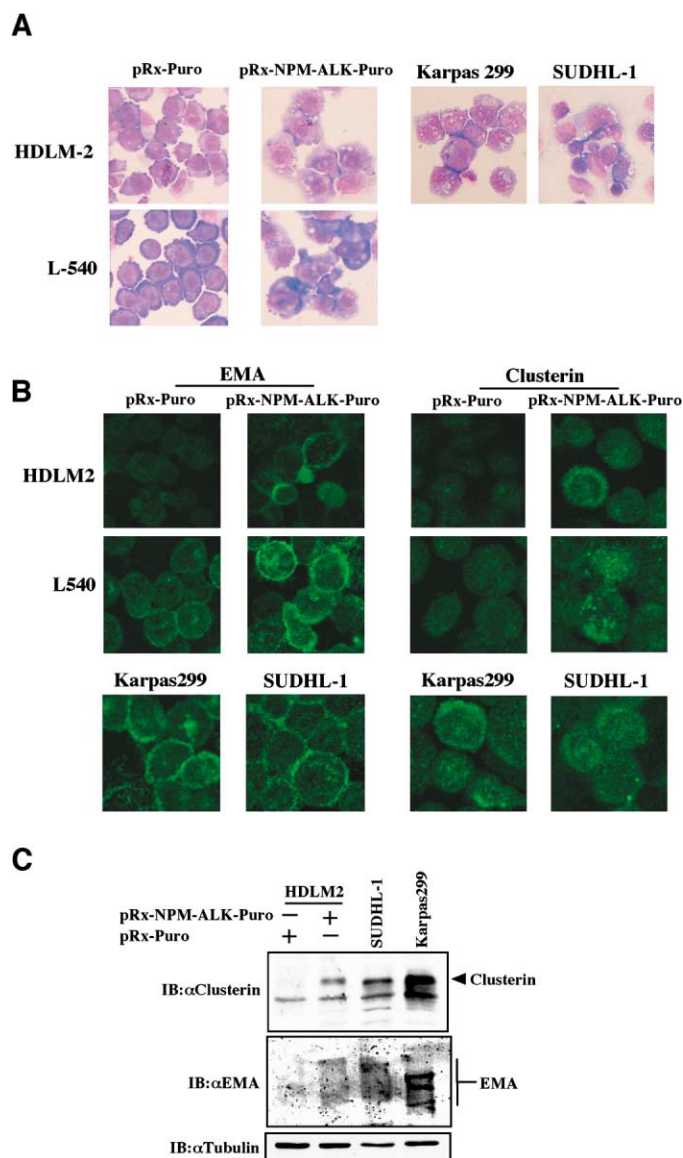 A
pRx-Puro pRx-NPM-ALK-Puro Karpas 299 SUDHL-1
HDLM-2
L-540
B
EMA Clusterin
pRx-Puro pRx-NPM-ALK-Puro pRx-Puro pRx-NPM-ALK-Puro
HDLM2
L540
Karpas299 SUDHL-1 Karpas299 SUDHL-1
C
HDLM2 SUDHL-1 Karpas299
pRx-NPM-ALK-Puro − +
pRx-Puro + −
IB:αClusterin Clusterin
IB:αEMA EMA
IB:αTubulin